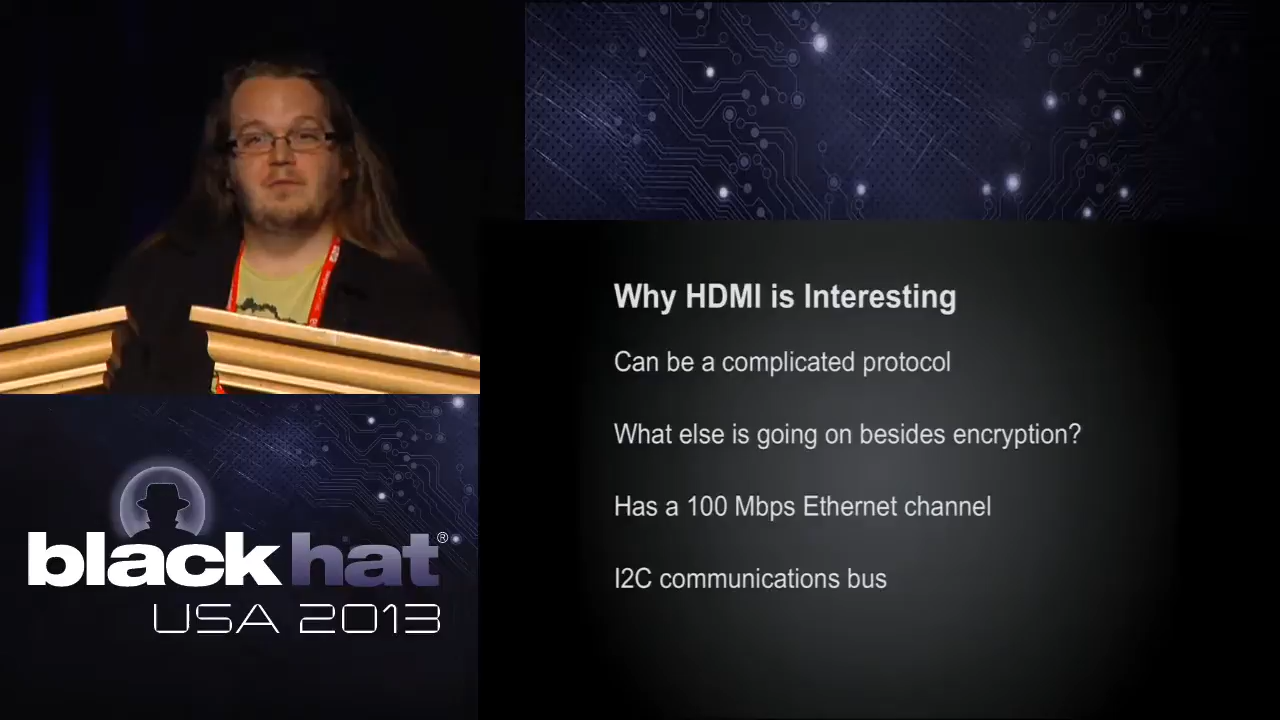 Why HDMI is Interesting
Can be a complicated protocol
What else is going on besides encryption?
Has a 100 Mbps Ethernet channel
I2C communications bus
black hat®
USA 2013